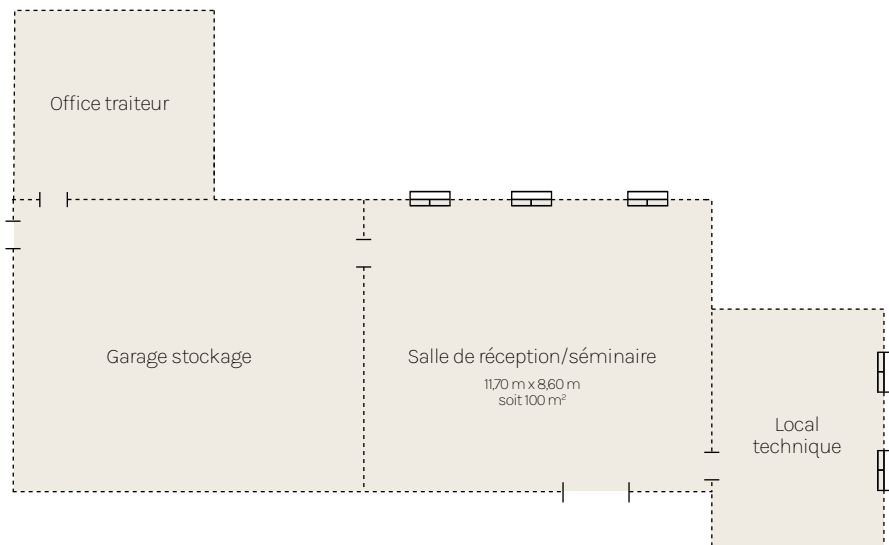 Office traiteur
Garage stockage
Salle de réception/séminaire
11,70 m x 8,60 m
soit 100 m²
Local
technique